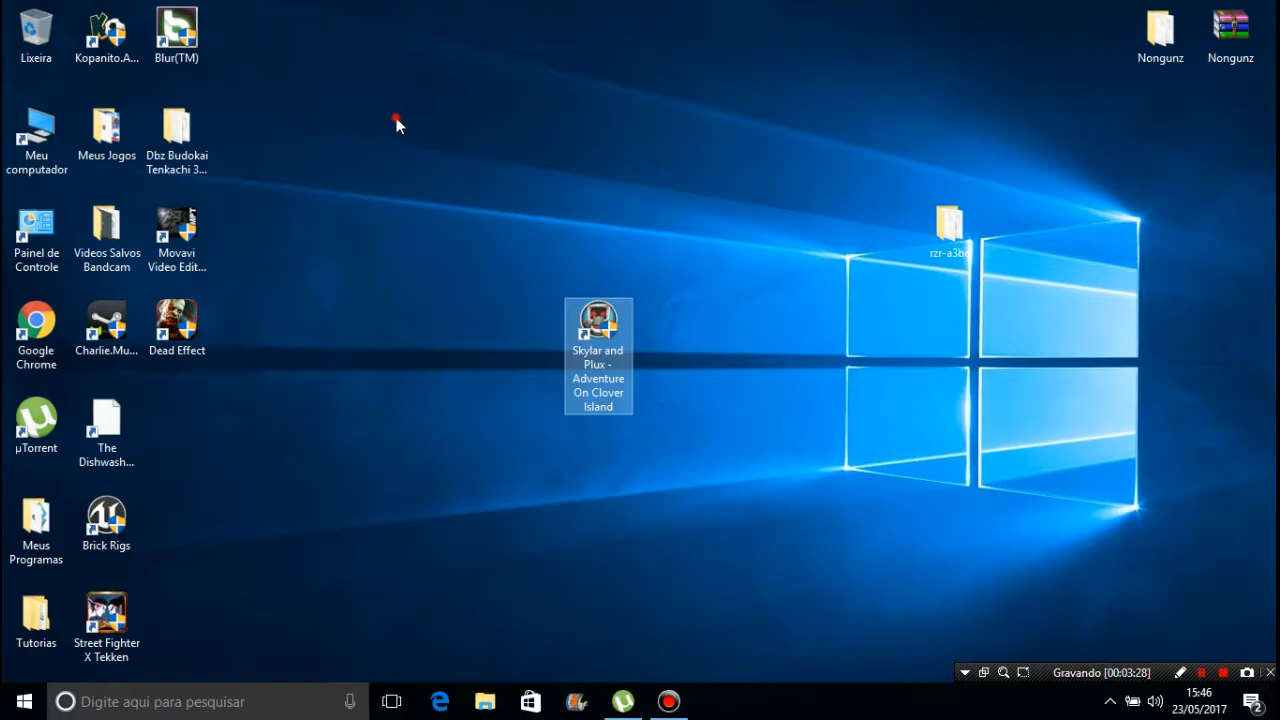 Lixeira
Kopanito.A...
Blur(TM)
Nongunz
Nongunz
Meu
computador
Meus Jogos
Dbz Budokai
Tenkachi 3...
Painel de
Controle
Videos Salvos
Bandcam
Movavi
Video Edit...
rzr-a3bc
Google
Chrome
Charlie.Mu...
Dead Effect
Skylar and
Plux -
Adventure
On Clover
Island
µTorrent
The
Dishwash...
Meus
Programas
Brick Rigs
Tutorias
Street Fighter
X Tekken
Gravando [00:03:28]
Digite aqui para pesquisar
15:46
23/05/2017
2